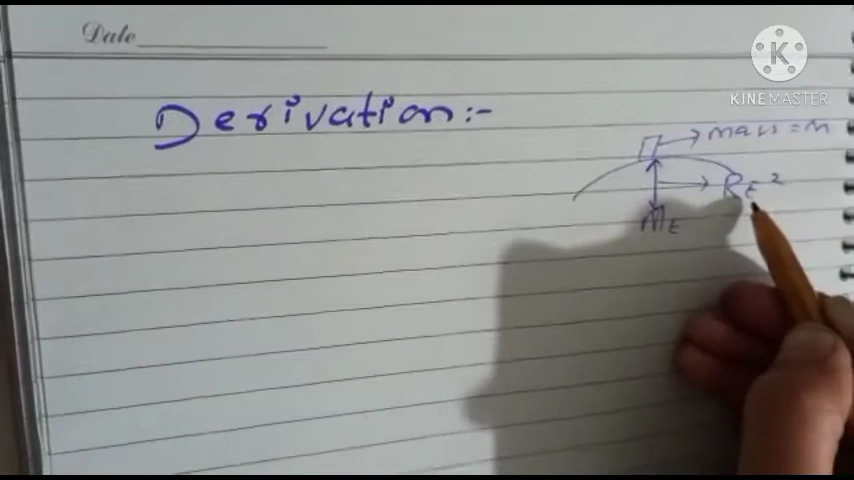 Date
KINEMASTER
Derivation:-
mass = m
RE²
ME